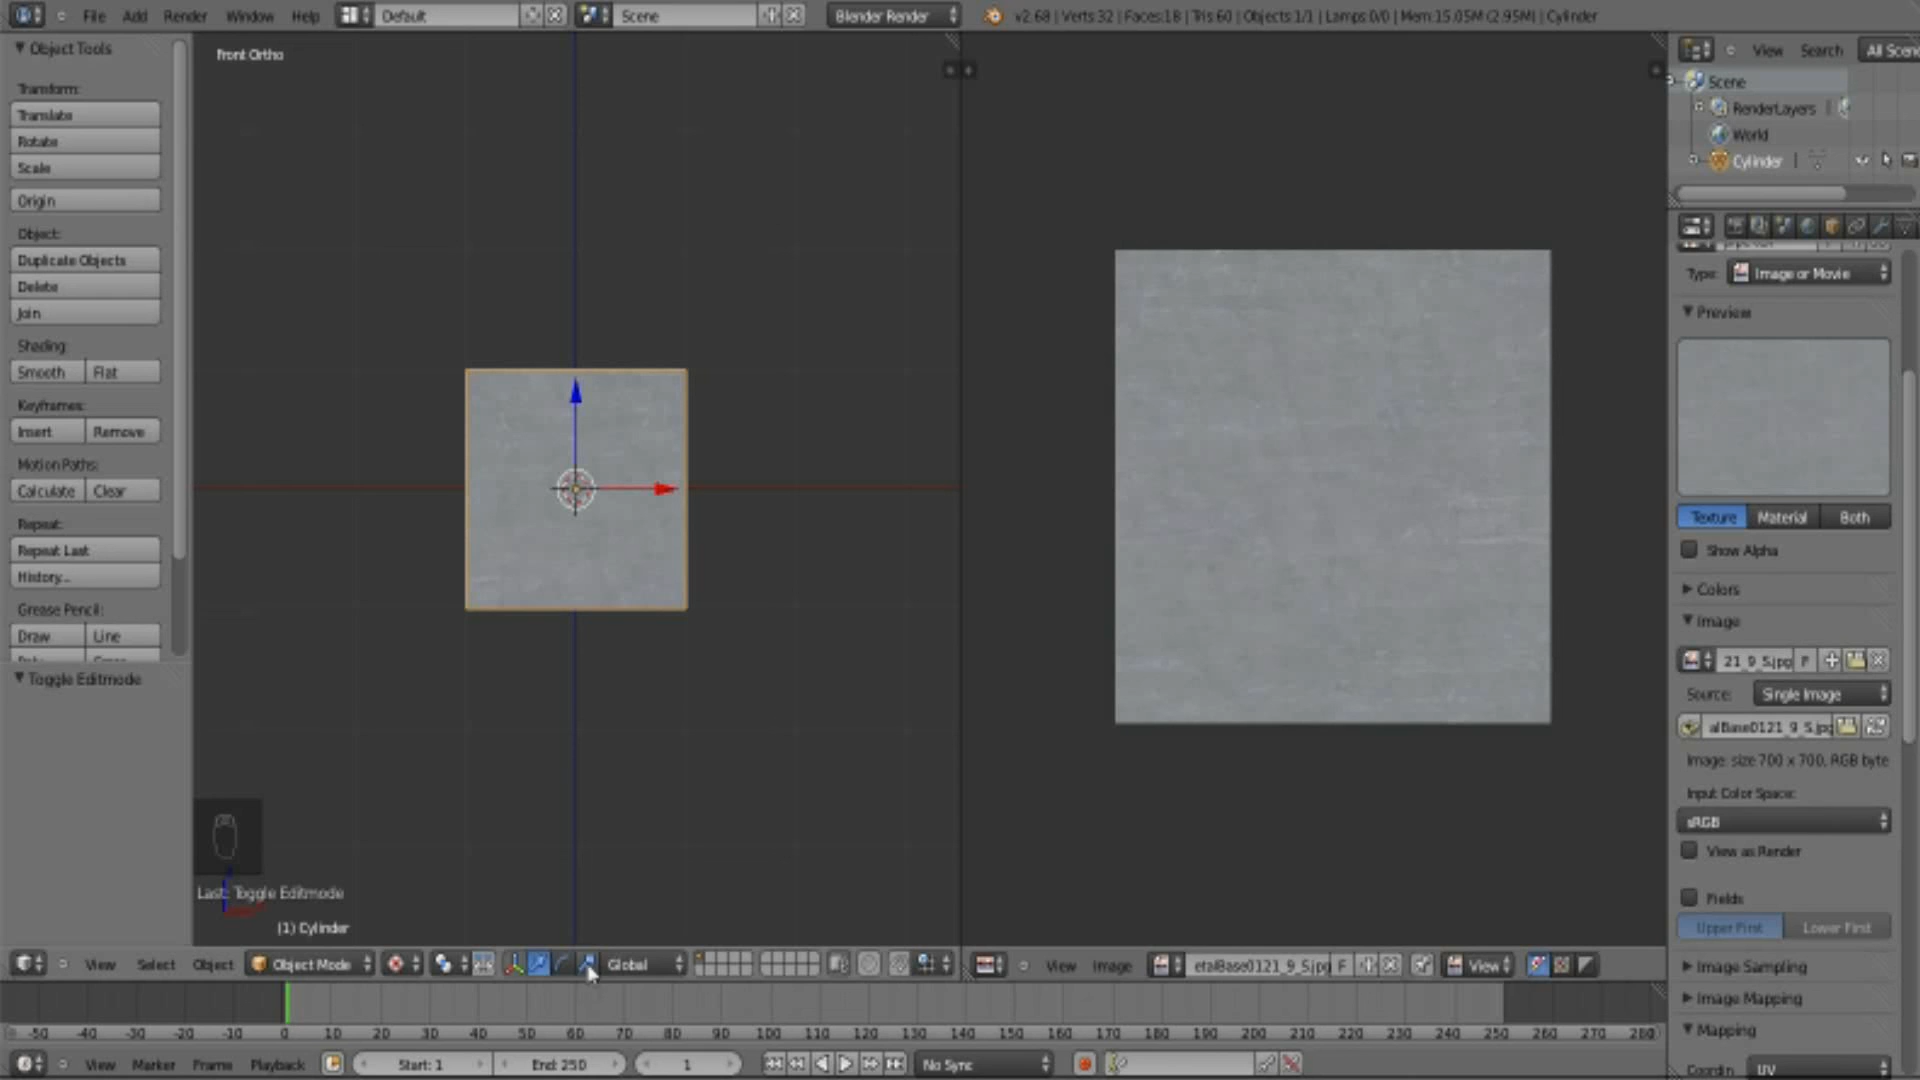 File Add Render Window Help Default Scene Blender Render v2.68 | Verts:32 | Faces:18 | Tris:60 | Objects:1/1 | Lamps:0/0 | Mem:15.05M (2.95M) | Cylinder
Object Tools
Front Ortho
View Search All Scen
Scene
RenderLayers
World
Cylinder
Transform:
Translate
Rotate
Scale
Origin
Object:
Duplicate Objects
Delete
Join
Shading:
Smooth Flat
Keyframes:
Insert Remove
Motion Paths:
Calculate Clear
Repeat:
Repeat Last
History...
Grease Pencil:
Draw Line
Toggle Editmode
Type: Image or Movie
Preview
Texture Material Both
Show Alpha
Colors
Image
21_9_S.jpg F
Source: Single Image
alBase0121_9_S.jpg
Image: size 700 x 700, RGB byte
Input Color Space:
sRGB
View as Render
Fields
Upper First Lower First
Image Sampling
Image Mapping
Mapping
Coordin UV
Last: Toggle Editmode
(1) Cylinder
View Select Object Object Mode Global
View Image etalBase0121_9_S.jpg F View
-50 -40 -30 -20 -10 0 10 20 30 40 50 60 70 80 90 100 110 120 130 140 150 160 170 180 190 200 210 220 230 240 250 260 270 280
View Marker Frame Playback Start: 1 End: 250 1 No Sync